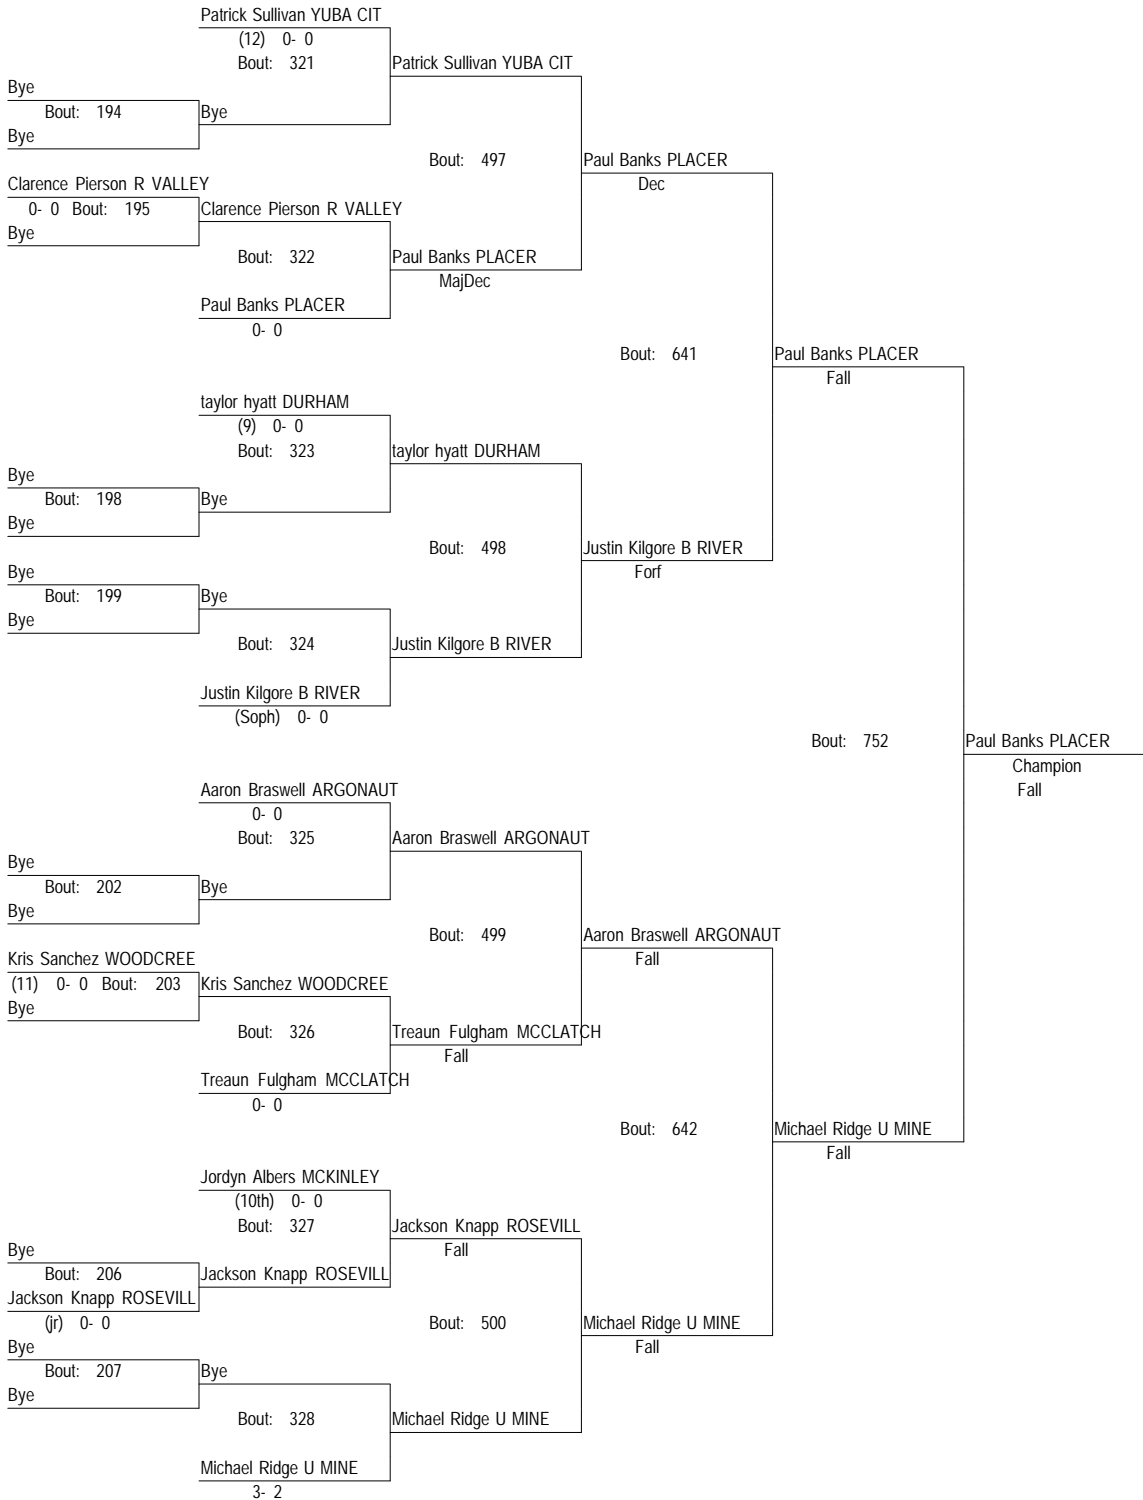 Patrick Sullivan YUBA CIT
(12) 0- 0
Bout: 321
Patrick Sullivan YUBA CIT
Bye
Bout: 194
Bye
Bye
Bout: 497
Paul Banks PLACER
Dec
Clarence Pierson R VALLEY
0- 0 Bout: 195
Clarence Pierson R VALLEY
Bye
Bout: 322
Paul Banks PLACER
MajDec
Paul Banks PLACER
0- 0
Bout: 641
Paul Banks PLACER
Fall
taylor hyatt DURHAM
(9) 0- 0
Bout: 323
taylor hyatt DURHAM
Bye
Bout: 198
Bye
Bye
Bout: 498
Justin Kilgore B RIVER
Forf
Bye
Bout: 199
Bye
Bye
Bout: 324
Justin Kilgore B RIVER
Justin Kilgore B RIVER
(Soph) 0- 0
Bout: 752
Paul Banks PLACER
Champion
Fall
Aaron Braswell ARGONAUT
0- 0
Bout: 325
Aaron Braswell ARGONAUT
Bye
Bout: 202
Bye
Bye
Bout: 499
Aaron Braswell ARGONAUT
Fall
Kris Sanchez WOODCREE
(11) 0- 0 Bout: 203
Kris Sanchez WOODCREE
Bye
Bout: 326
Treaun Fulgham MCCLATCH
Fall
Treaun Fulgham MCCLATCH
0- 0
Bout: 642
Michael Ridge U MINE
Fall
Jordyn Albers MCKINLEY
(10th) 0- 0
Bout: 327
Jackson Knapp ROSEVILL
Fall
Bye
Bout: 206
Jackson Knapp ROSEVILL
Jackson Knapp ROSEVILL
(jr) 0- 0
Bout: 500
Michael Ridge U MINE
Fall
Bye
Bout: 207
Bye
Bye
Bout: 328
Michael Ridge U MINE
Michael Ridge U MINE
3- 2